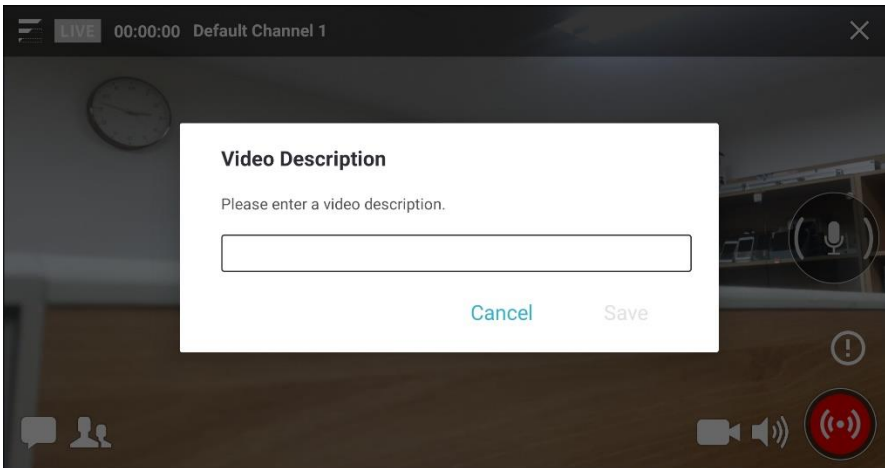 LIVE 00:00:00 Default Channel 1
Video Description
Please enter a video description.
Cancel Save